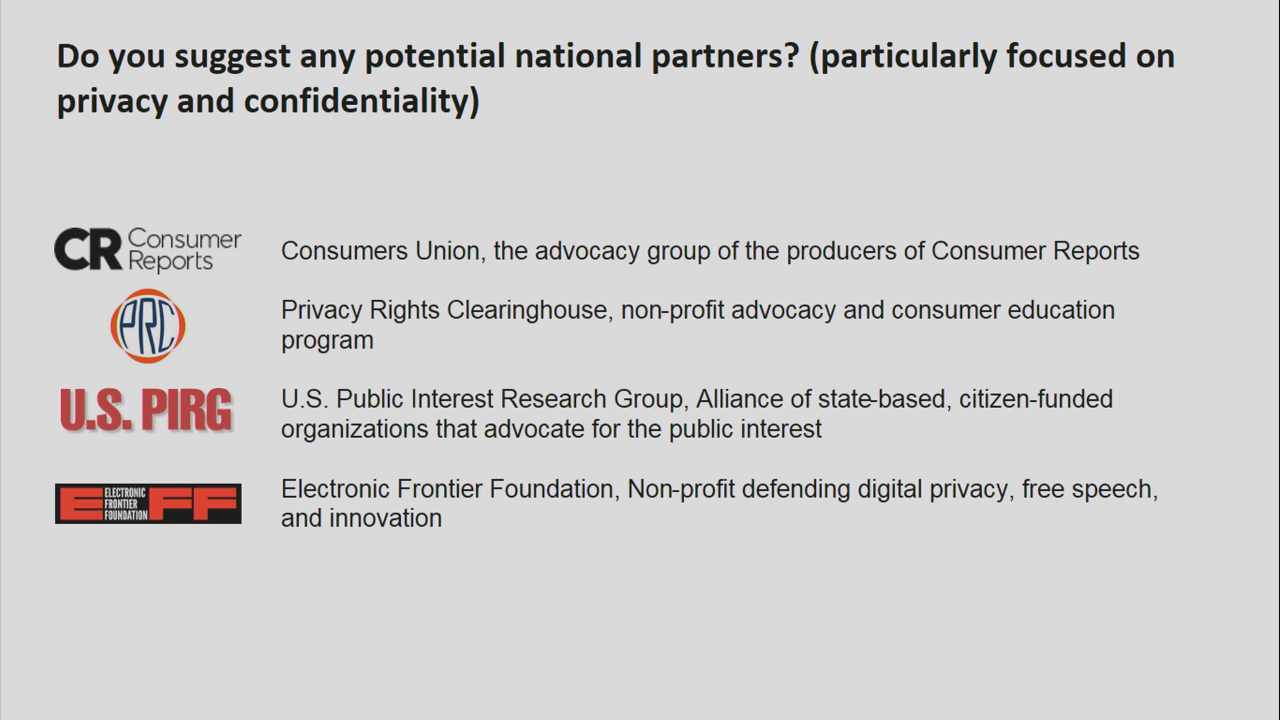 Do you suggest any potential national partners? (particularly focused on
privacy and confidentiality)
CR Consumer
Reports
Consumers Union, the advocacy group of the producers of Consumer Reports
PRC
Privacy Rights Clearinghouse, non-profit advocacy and consumer education
program
U.S. PIRG
U.S. Public Interest Research Group, Alliance of state-based, citizen-funded
organizations that advocate for the public interest
EFF
ELECTRONIC
FRONTIER
FOUNDATION
Electronic Frontier Foundation, Non-profit defending digital privacy, free speech,
and innovation